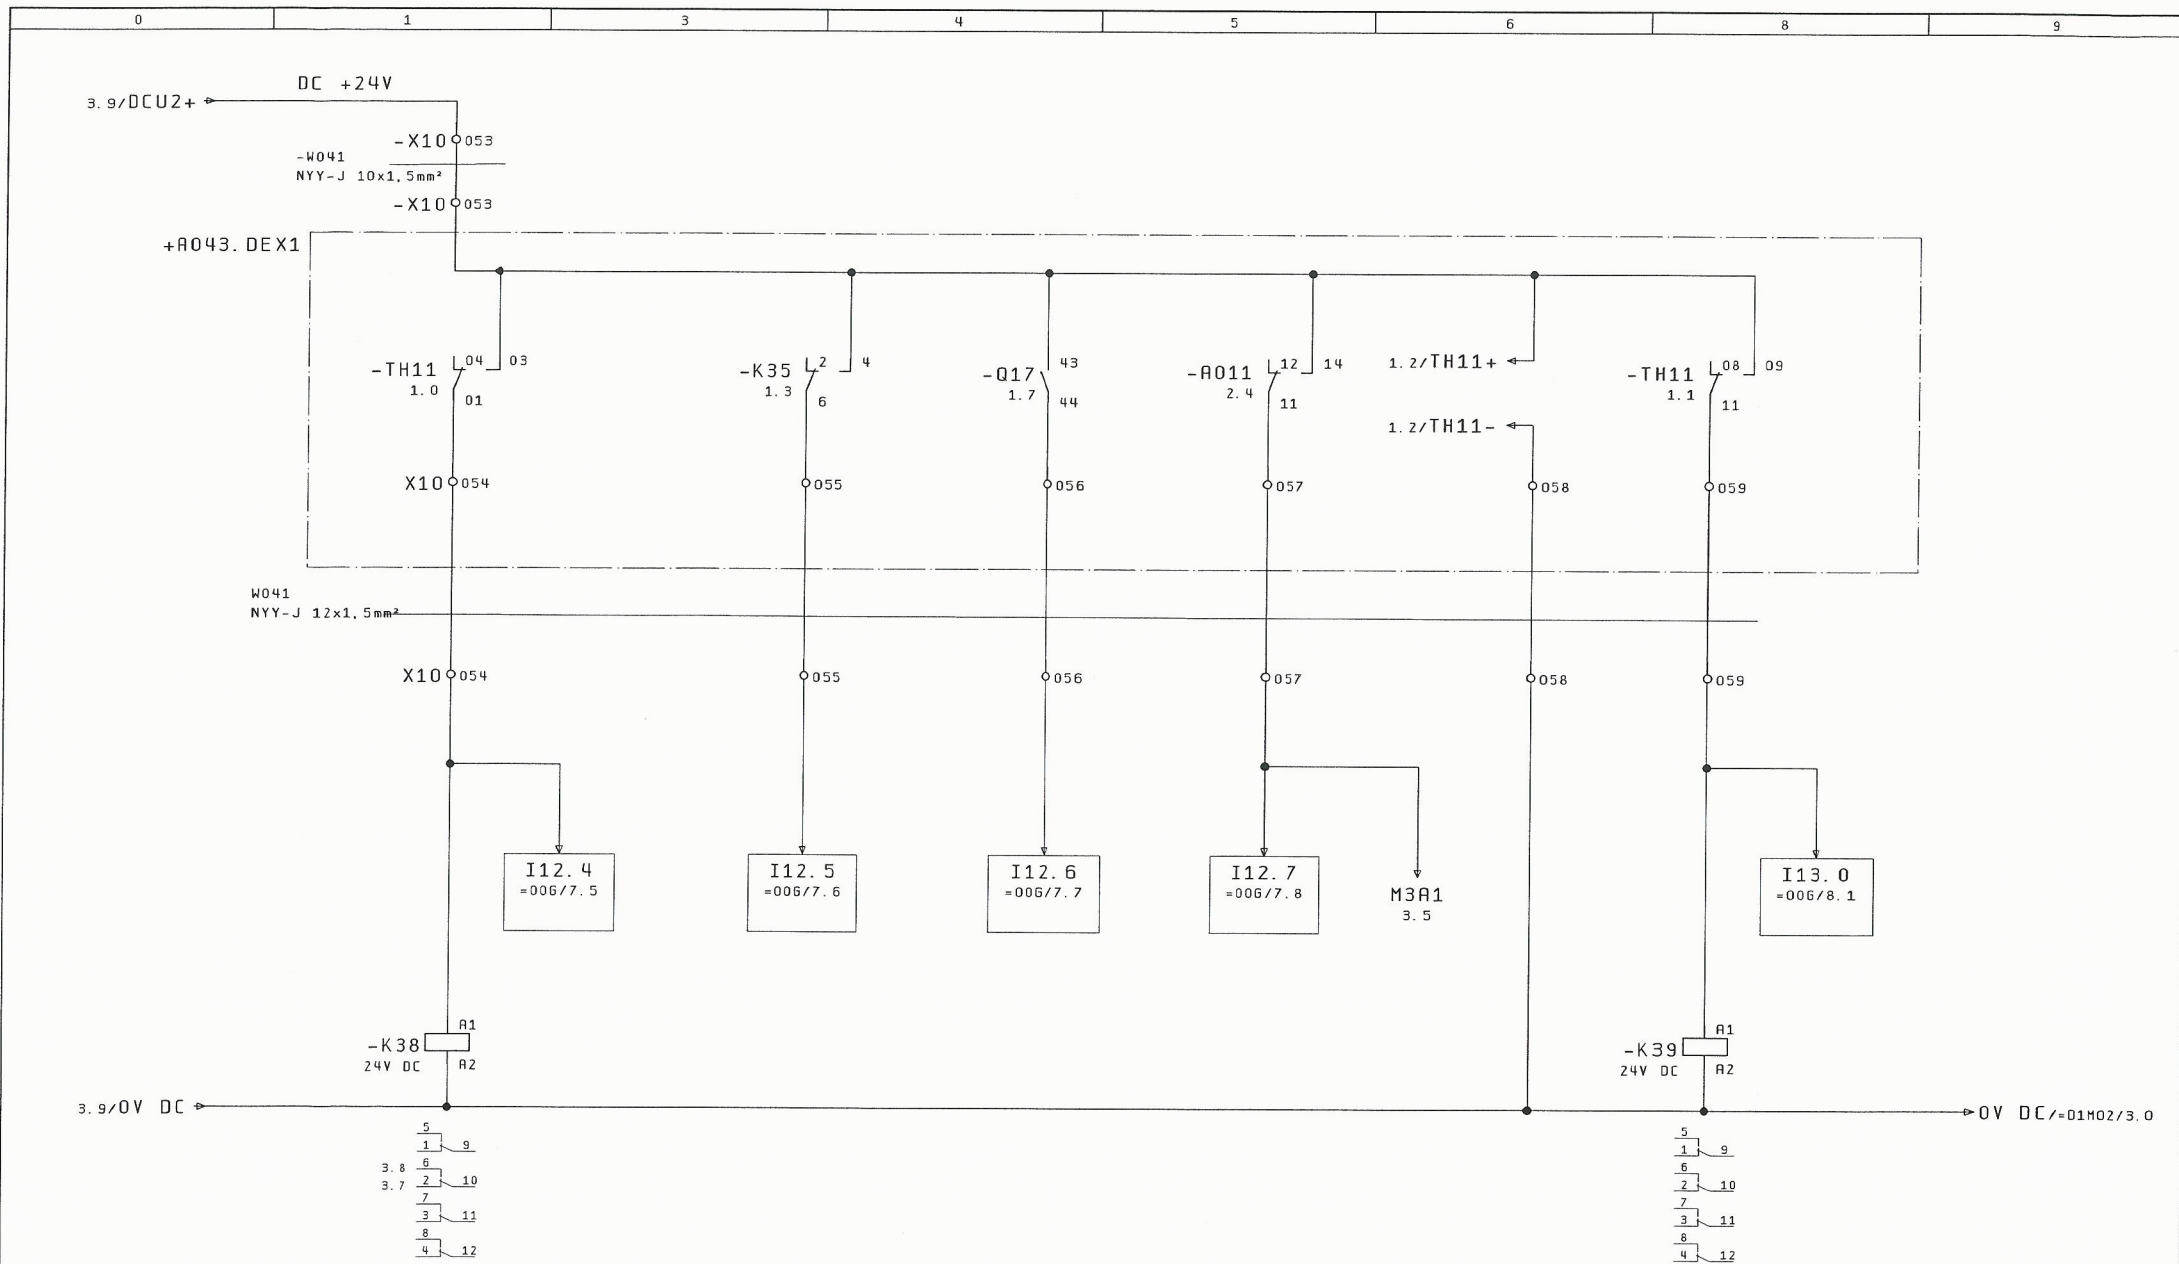 0 1 3 4 5 6 8 9
DC +24V
3.9/DCU2+
-X10 053
-W041
NYY-J 10x1,5mm²
-X10 053
+A043.DEX1
-TH11 04 03
1.0 01
-K35 2 4
1.3 6
-Q17 43
1.7 44
-A011 12 14
2.4 11
1.2/TH11+
1.2/TH11-
-TH11 08 09
1.1 11
X10 054 055 056 057 058 059
W041
NYY-J 12x1,5mm²
X10 054 055 056 057 058 059
I12.4
=006/7.5
I12.5
=006/7.6
I12.6
=006/7.7
I12.7
=006/7.8
M3A1
3.5
I13.0
=006/8.1
A1
-K38
24V DC A2
A1
-K39
24V DC A2
3.9/0V DC
0V DC/=01M02/3.0
5
1 9
3.8 6
3.7 2 10
7
3 11
8
4 12
5
1 9
6
2 10
7
3 11
8
4 12